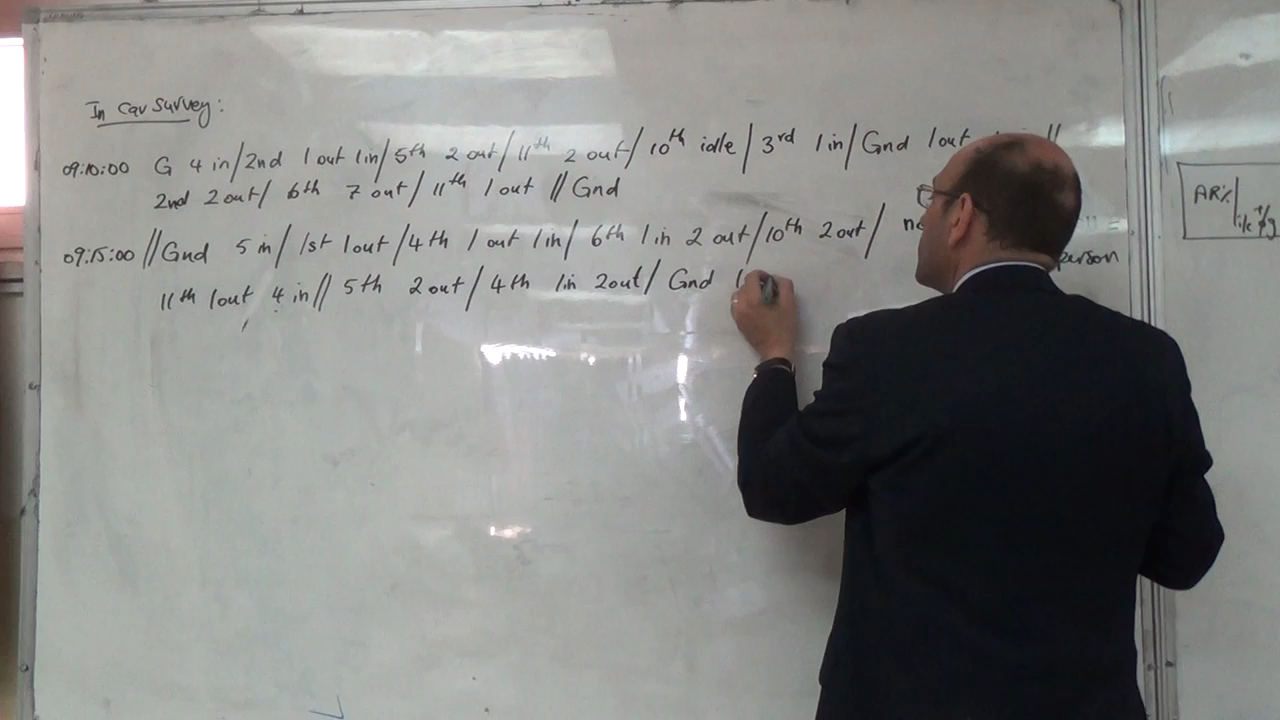 In car survey:
09:10:00 G 4 in/2nd 1 out 1in/5th 2 out/11th 2 out/10th idle/3rd 1 in/Gnd 1out //
2nd 2 out/ 6th 7 out/ 11th 1 out // Gnd
09:15:00 //Gnd 5 in/ 1st 1out/4th 1 out 1in/ 6th 1 in 2 out/10th 2 out/
person
11th 1out 4 in// 5th 2 out/ 4th 1in 2out/ Gnd
AR%/